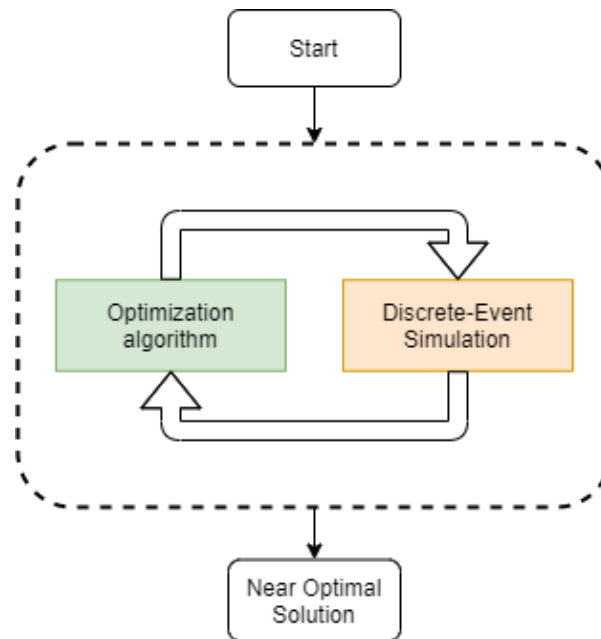 Start
Optimization
algorithm
Discrete-Event
Simulation
Near Optimal
Solution